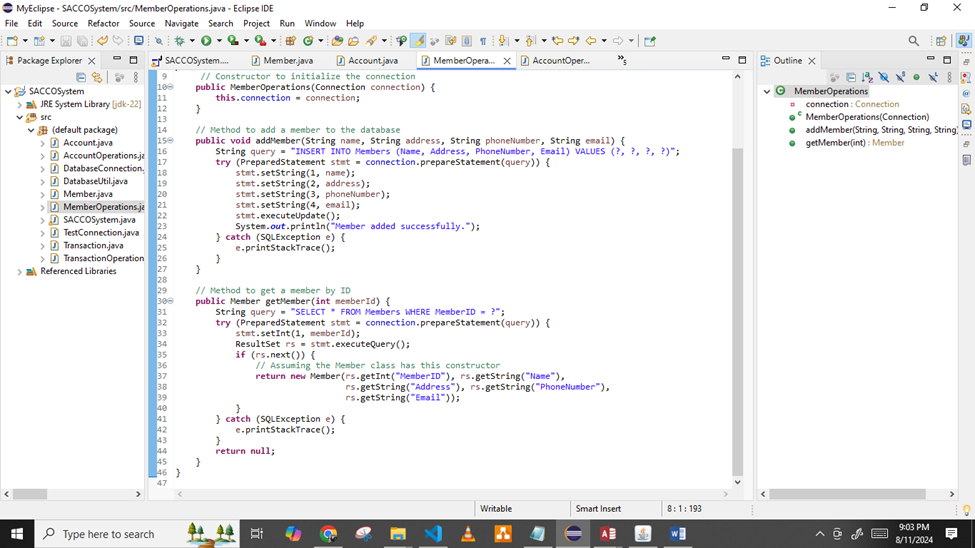 MyEclipse - SACCOSystem/src/MemberOperations.java - Eclipse IDE
File Edit Source Refactor Source Navigate Search Project Run Window Help
Package Explorer
SACCOSystem....
Member.java
Account.java
MemberOpera...
AccountOper...
5
Outline
SACCOSystem
JRE System Library [jdk-22]
src
(default package)
Account.java
AccountOperations.j
DatabaseConnection.
DatabaseUtil.java
Member.java
MemberOperations.ja
SACCOSystem.java
TestConnection.java
Transaction.java
TransactionOperation
Referenced Libraries
9 // Constructor to initialize the connection
10 public MemberOperations(Connection connection) {
11 this.connection = connection;
12 }
13
14 // Method to add a member to the database
15 public void addMember(String name, String address, String phoneNumber, String email) {
16 String query = "INSERT INTO Members (Name, Address, PhoneNumber, Email) VALUES (?, ?, ?, ?)";
17 try (PreparedStatement stmt = connection.prepareStatement(query)) {
18 stmt.setString(1, name);
19 stmt.setString(2, address);
20 stmt.setString(3, phoneNumber);
21 stmt.setString(4, email);
22 stmt.executeUpdate();
23 System.out.println("Member added successfully.");
24 } catch (SQLException e) {
25 e.printStackTrace();
26 }
27 }
28
29 // Method to get a member by ID
30 public Member getMember(int memberId) {
31 String query = "SELECT * FROM Members WHERE MemberID = ?";
32 try (PreparedStatement stmt = connection.prepareStatement(query)) {
33 stmt.setInt(1, memberId);
34 ResultSet rs = stmt.executeQuery();
35 if (rs.next()) {
36 // Assuming the Member class has this constructor
37 return new Member(rs.getInt("MemberID"), rs.getString("Name"),
38 rs.getString("Address"), rs.getString("PhoneNumber"),
39 rs.getString("Email"));
40 }
41 } catch (SQLException e) {
42 e.printStackTrace();
43 }
44 return null;
45 }
46 }
47
MemberOperations
connection : Connection
MemberOperations(Connection)
addMember(String, String, String, String)
getMember(int) : Member
Writable
Smart Insert
8 : 1 : 193
Type here to search
9:03 PM
8/11/2024